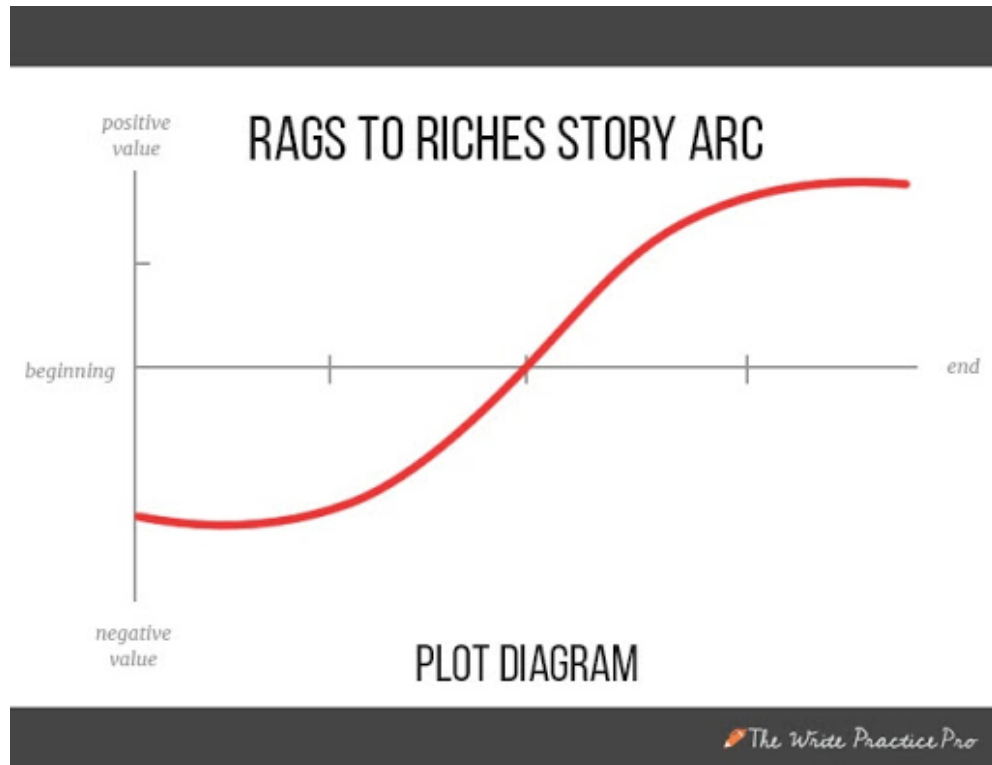 positive
value
RAGS TO RICHES STORY ARC
beginning
end
negative
value
PLOT DIAGRAM
The Write Practice Pro